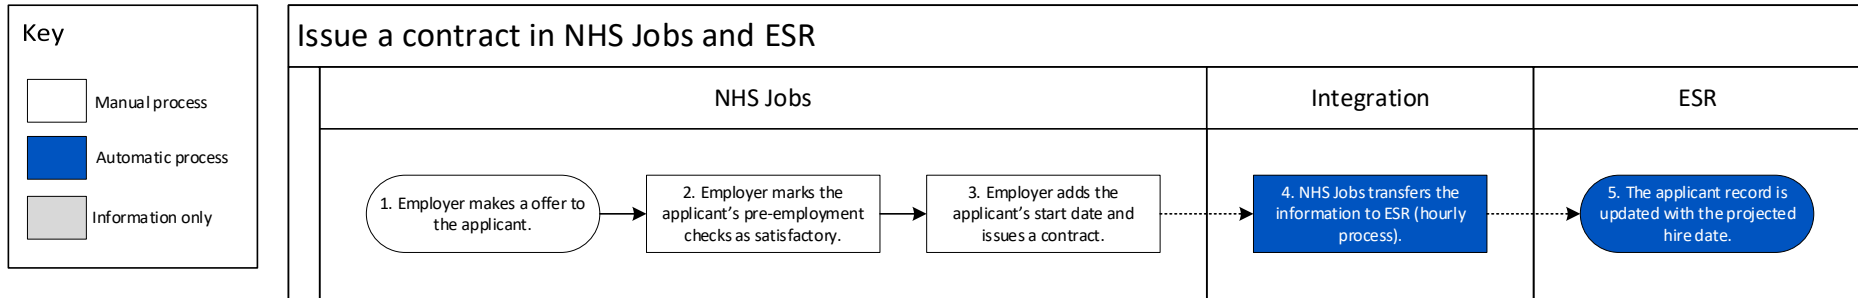 Key
Manual process
Automatic process
Information only
Issue a contract in NHS Jobs and ESR
NHS Jobs
Integration
ESR
1. Employer makes a offer to
the applicant.
2. Employer marks the
applicant's pre-employment
checks as satisfactory.
3. Employer adds the
applicant's start date and
issues a contract.
4. NHS Jobs transfers the
information to ESR (hourly
process).
5. The applicant record is
updated with the projected
hire date.